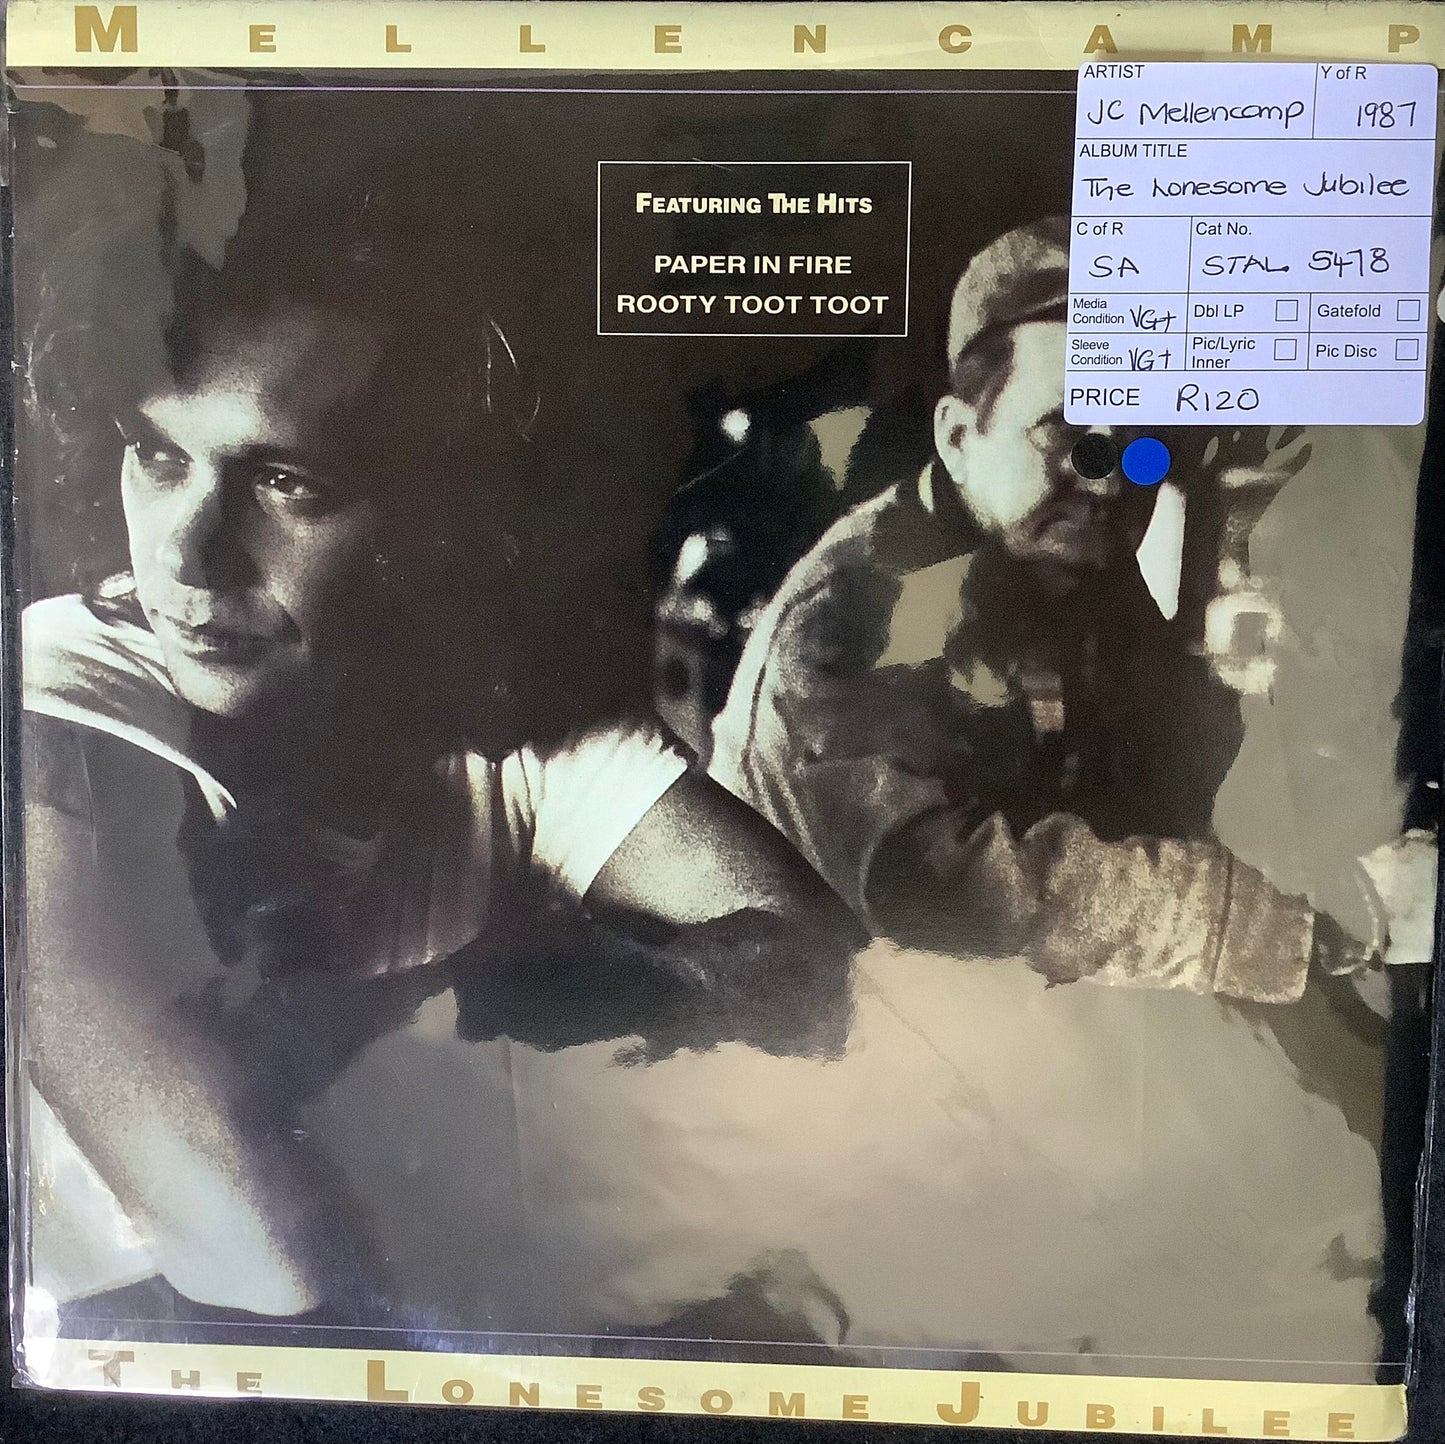 MELLENCAMP
ARTIST Y of R
JC Mellencamp 1987
ALBUM TITLE
The Lonesome Jubilee
C of R Cat No.
SA STAL 5478
Media Condition VG+ Dbl LP Gatefold
Sleeve Condition VG+ Pic/Lyric Inner Pic Disc
PRICE R120
FEATURING THE HITS
PAPER IN FIRE
ROOTY TOOT TOOT
THE LONESOME JUBILEE